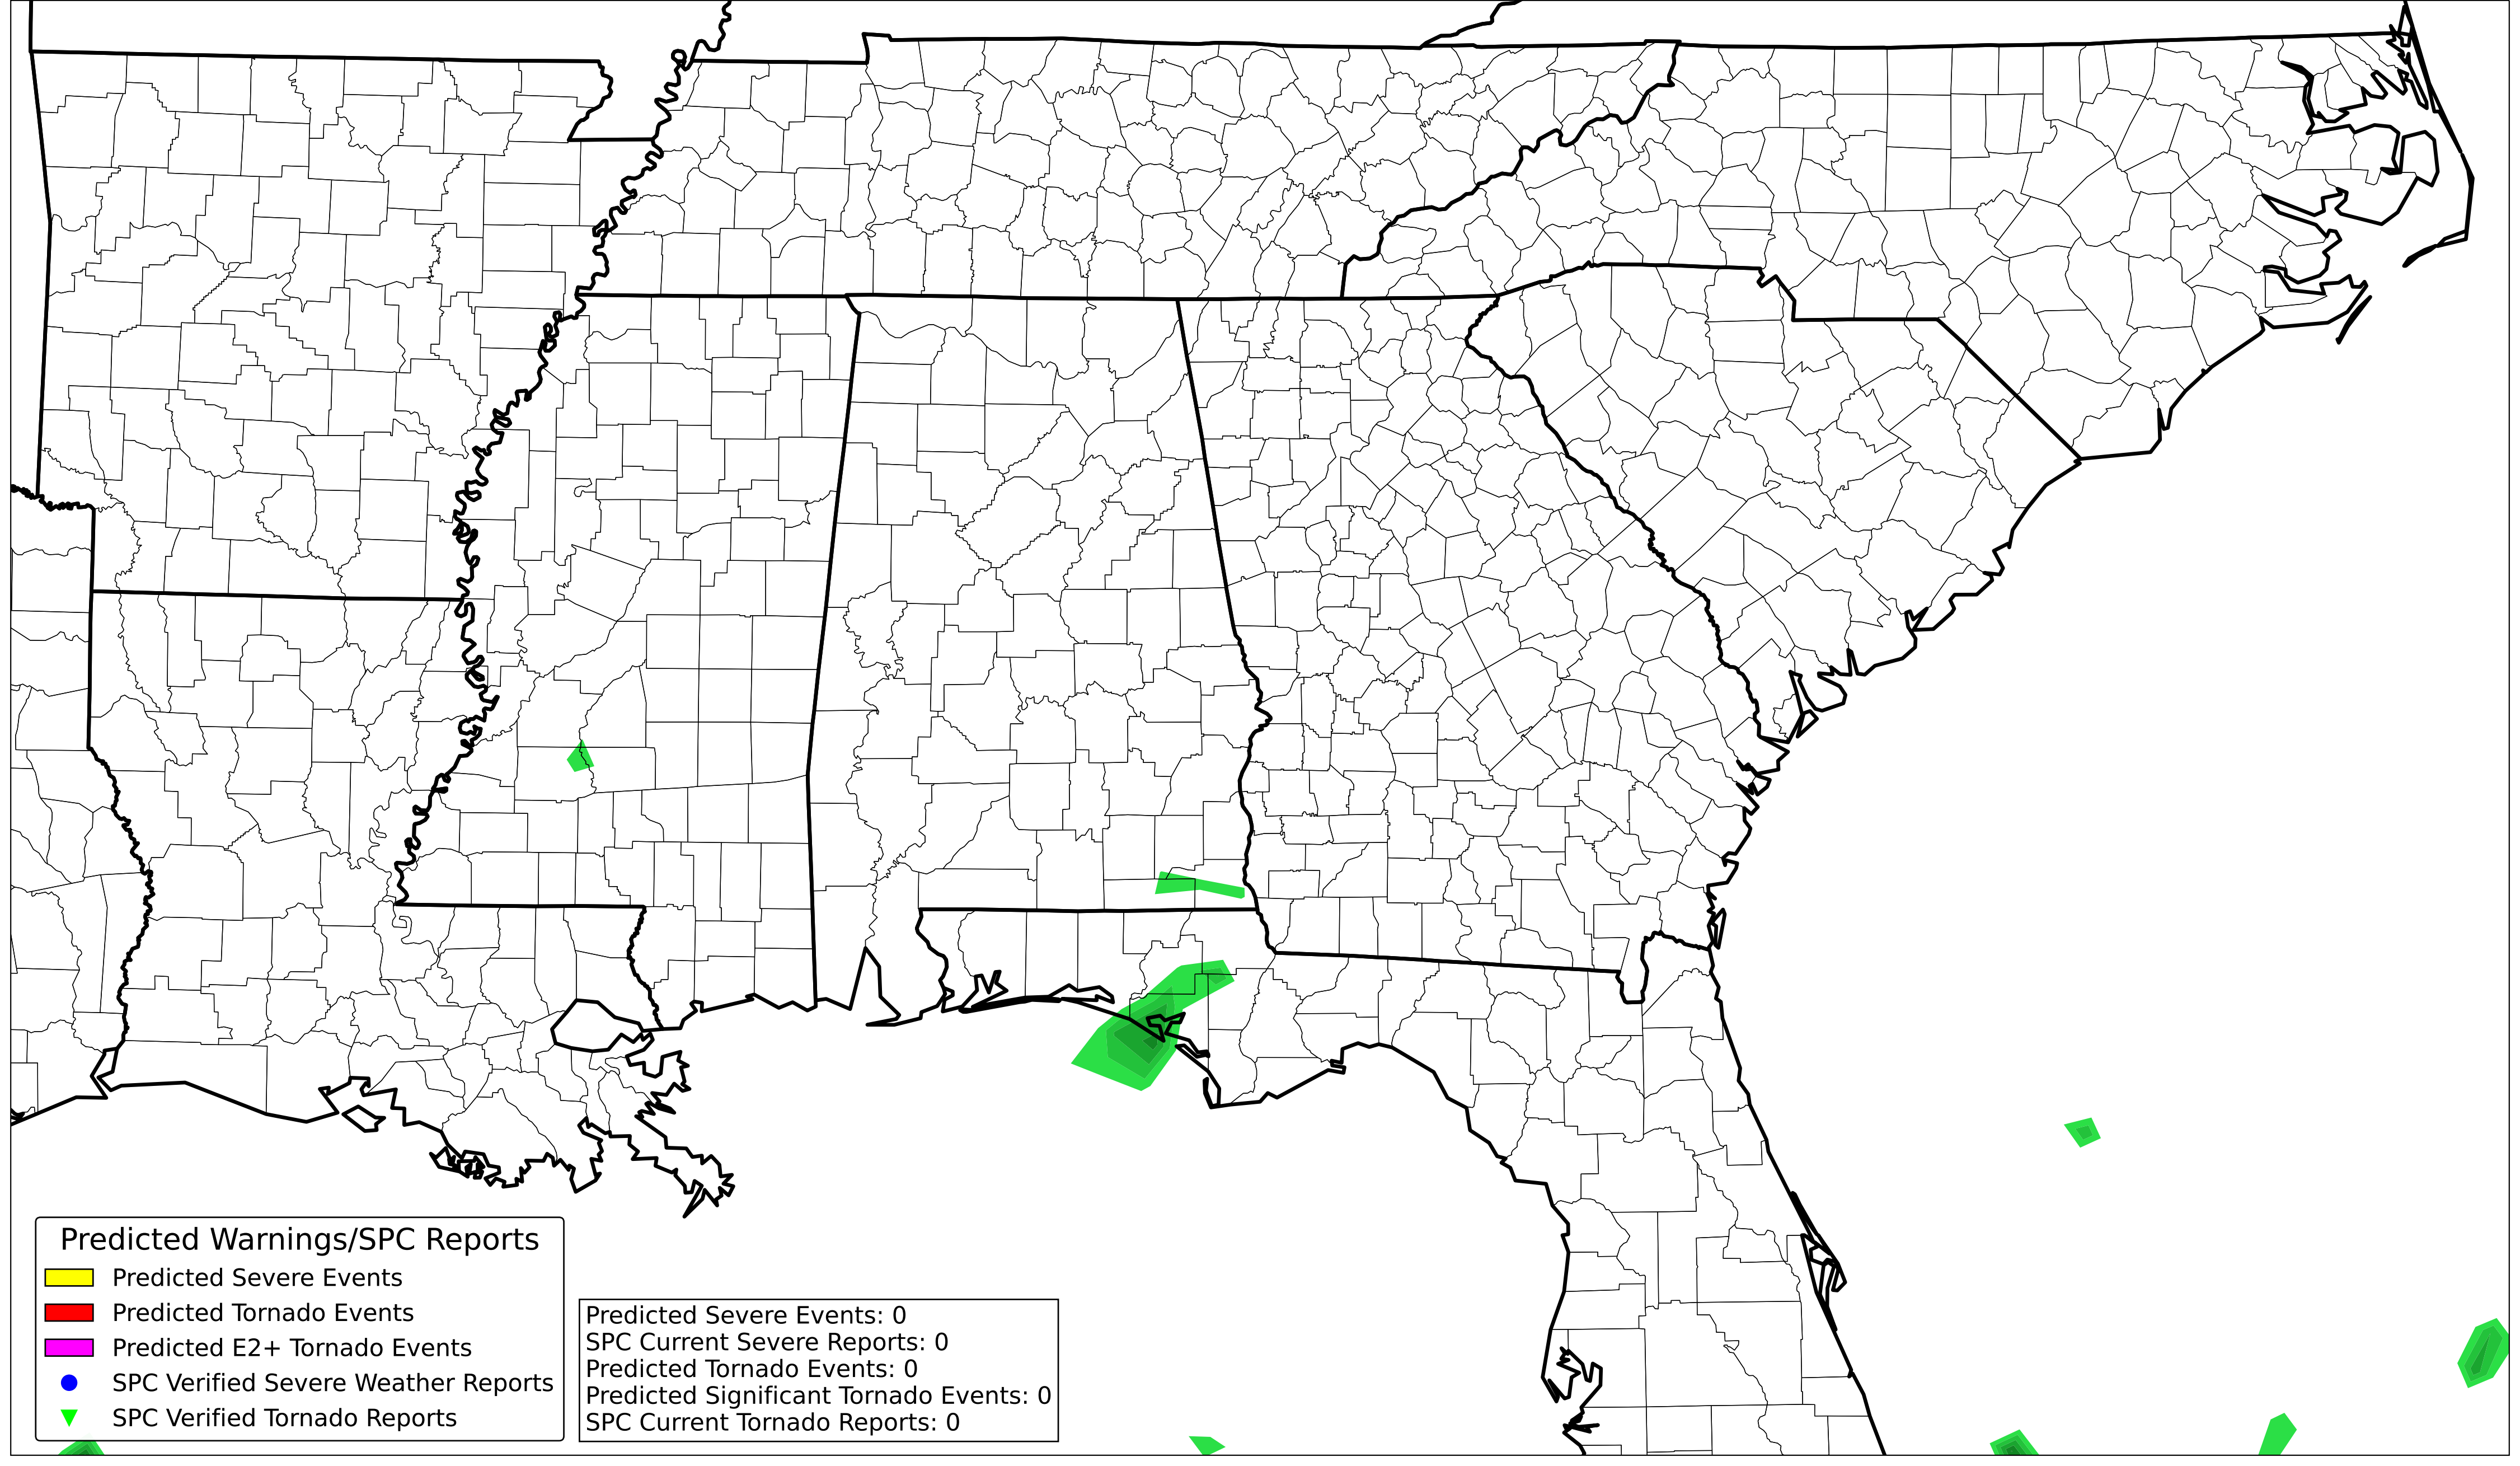 Predicted Warnings/SPC Reports
Predicted Severe Events
Predicted Tornado Events
Predicted E2+ Tornado Events
SPC Verified Severe Weather Reports
SPC Verified Tornado Reports
Predicted Severe Events: 0
SPC Current Severe Reports: 0
Predicted Tornado Events: 0
Predicted Significant Tornado Events: 0
SPC Current Tornado Reports: 0